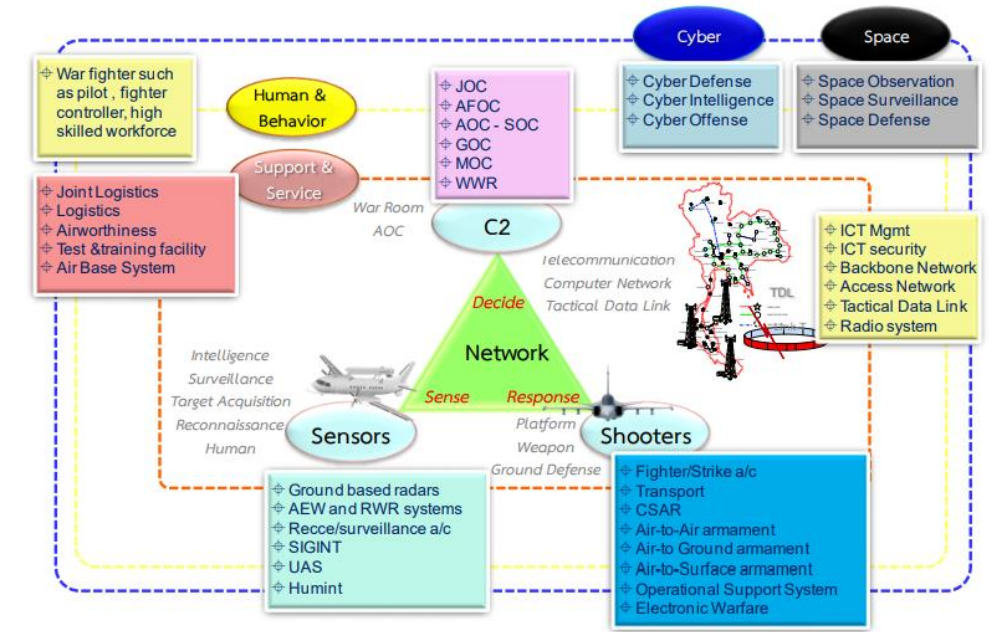 Cyber
Space
War fighter such
as pilot , fighter
controller, high
skilled workforce
Human &
Behavior
JOC
AFOC
AOC - SOC
GOC
MOC
WWR
Cyber Defense
Cyber Intelligence
Cyber Offense
Space Observation
Space Surveillance
Space Defense
Support &
Service
Joint Logistics
Logistics
Airworthiness
Test &training facility
Air Base System
War Room
AOC
C2
Telecommunication
Computer Network
Tactical Data Link
TDL
ICT Mgmt
ICT security
Backbone Network
Access Network
Tactical Data Link
Radio system
Decide
Network
Sense
Response
Intelligence
Surveillance
Target Acquisition
Reconnaissance
Human
Sensors
Platform
Weapon
Ground Defense
Shooters
Ground based radars
AEW and RWR systems
Recce/surveillance a/c
SIGINT
UAS
Humint
Fighter/Strike a/c
Transport
CSAR
Air-to-Air armament
Air-to Ground armament
Air-to-Surface armament
Operational Support System
Electronic Warfare